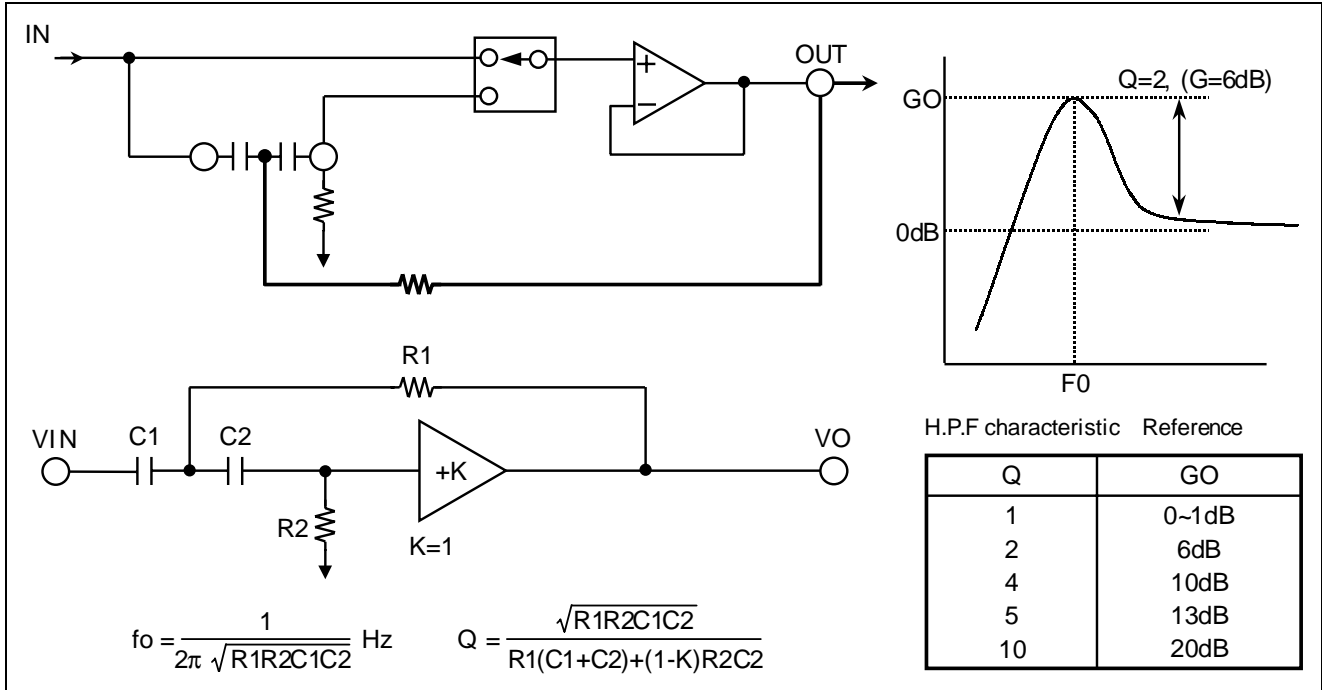 IN
OUT
+
−
GO
Q=2, (G=6dB)
0dB
F0
R1
VIN
C1
C2
+K
VO
R2
K=1
fo = 1 / 2π √R1R2C1C2 Hz
Q = √R1R2C1C2 / R1(C1+C2)+(1-K)R2C2
H.P.F characteristic Reference
Q GO
1 0~1dB
2 6dB
4 10dB
5 13dB
10 20dB